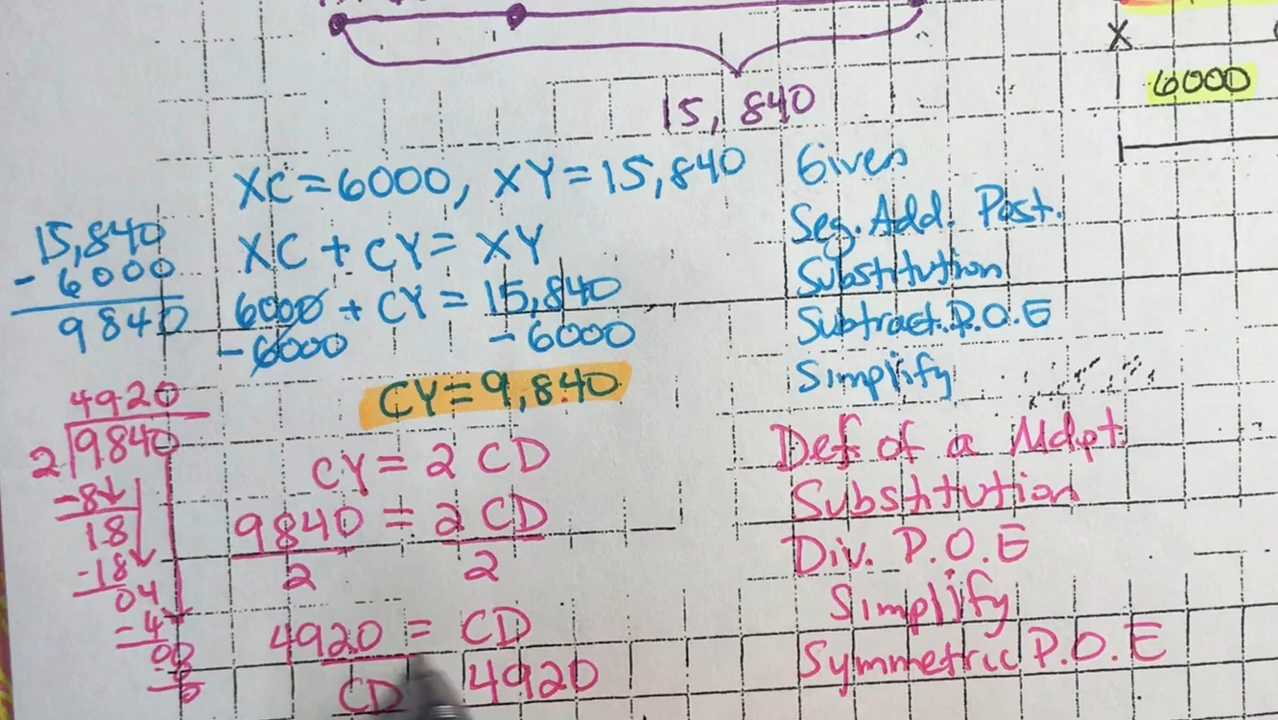 15, 840
X
6000
XC = 6000, XY = 15,840 Given
XC + CY = XY Seg. Add. Post.
6000 + CY = 15,840 Substitution
-6000 -6000 Subtract. P.O.E
CY = 9,840 Simplify
CY = 2 CD Def. of a Mdpt.
9840 = 2 CD Substitution
2 2 Div. P.O.E
4920 = CD Simplify
CD 4920 Symmetric P.O.E
15,840
- 6000
9840
4920
2 9840
-8
18
-18
04
-4
00